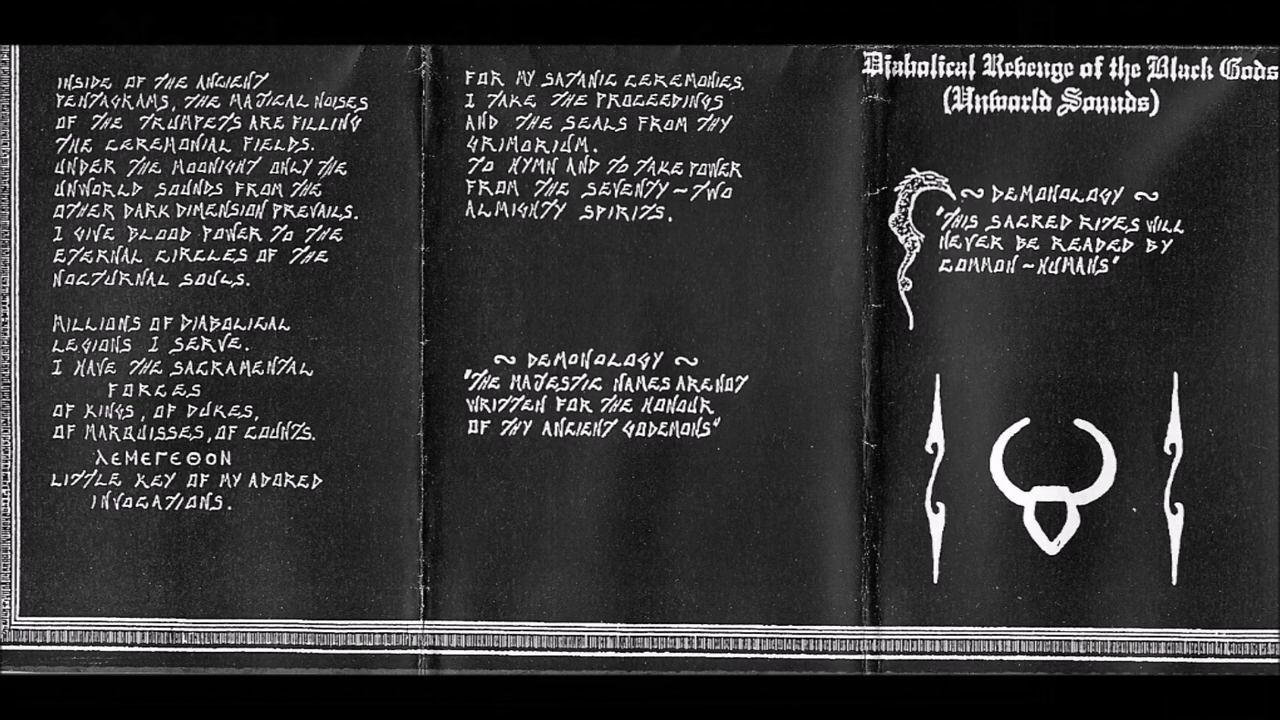 INSIDE OF THE ANCIENT
PENTAGRAMS, THE MAJICAL NOISES
OF THE TRUMPETS ARE FILLING
THE CEREMONIAL FIELDS.
UNDER THE MOONIGHT ONLY THE
UNWORLD SOUNDS FROM THE
OTHER DARK DIMENSION PREVAILS.
I GIVE BLOOD POWER TO THE
ETERNAL CIRCLES OF THE
NOCTURNAL SOULS.
MILLIONS OF DIABOLICAL
LEGIONS I SERVE.
I HAVE THE SACRAMENTAL
FORCES
OF KINGS, OF DUKES,
OF MARQUISSES, OF COUNTS.
λΕΜΕΓΕΘΟΝ
LITTLE KEY OF MY ADORED
INVOCATIONS.
FOR MY SATANIC CEREMONIES,
I TAKE THE PROCEEDINGS
AND THE SEALS FROM THY
GRIMORIUM.
TO HYMN AND TO TAKE POWER
FROM THE SEVENTY~TWO
ALMIGHTY SPIRITS.
~ DEMONOLOGY ~
"THE MAJESTIC NAMES ARE NOT
WRITTEN FOR THE HONOUR
OF THY ANCIENT GODEMONS"
Diabolical Revenge of the Black Gods
(Unworld Sounds)
~ DEMONOLOGY ~
"THIS SACRED RITES WILL
NEVER BE READED BY
COMMON~HUMANS"